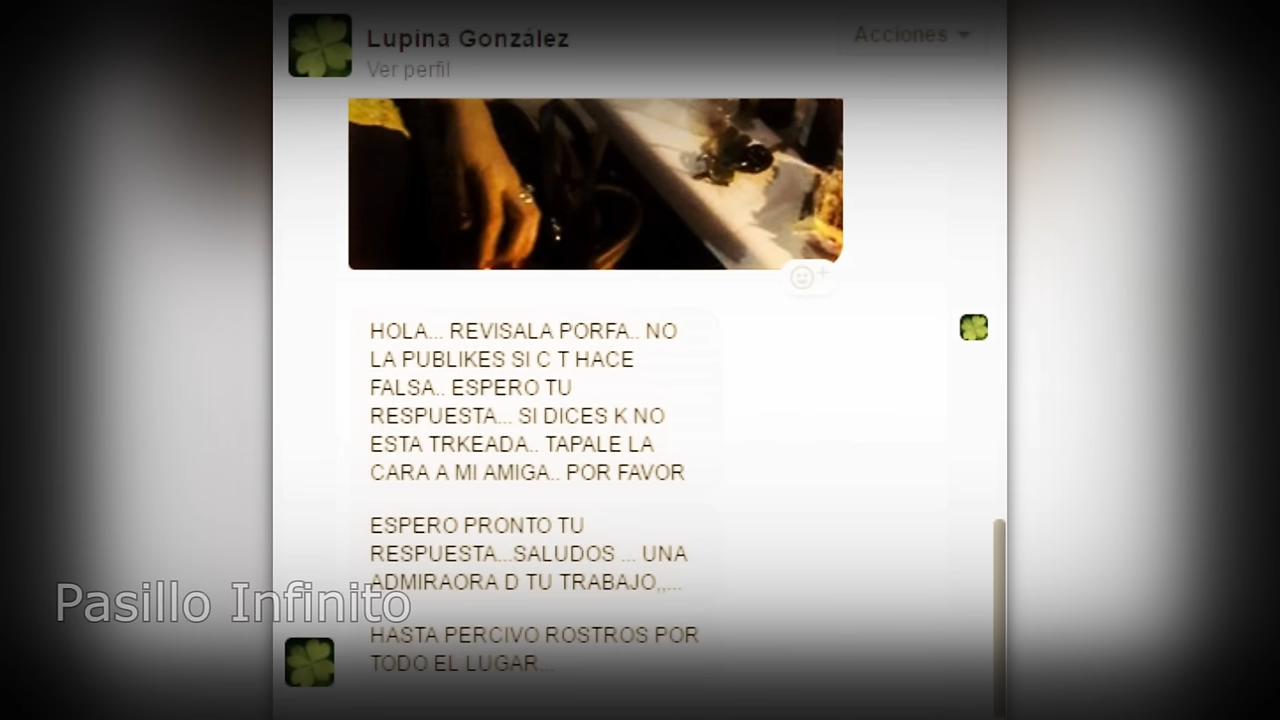 Lupina González
Ver perfil
Acciones
HOLA... REVISALA PORFA.. NO
LA PUBLIKES SI C T HACE
FALSA.. ESPERO TU
RESPUESTA... SI DICES K NO
ESTA TRKEADA.. TAPALE LA
CARA A MI AMIGA.. POR FAVOR
ESPERO PRONTO TU
RESPUESTA...SALUDOS ... UNA
ADMIRAORA D TU TRABAJO,,...
Pasillo Infinito
HASTA PERCIVO ROSTROS POR
TODO EL LUGAR...